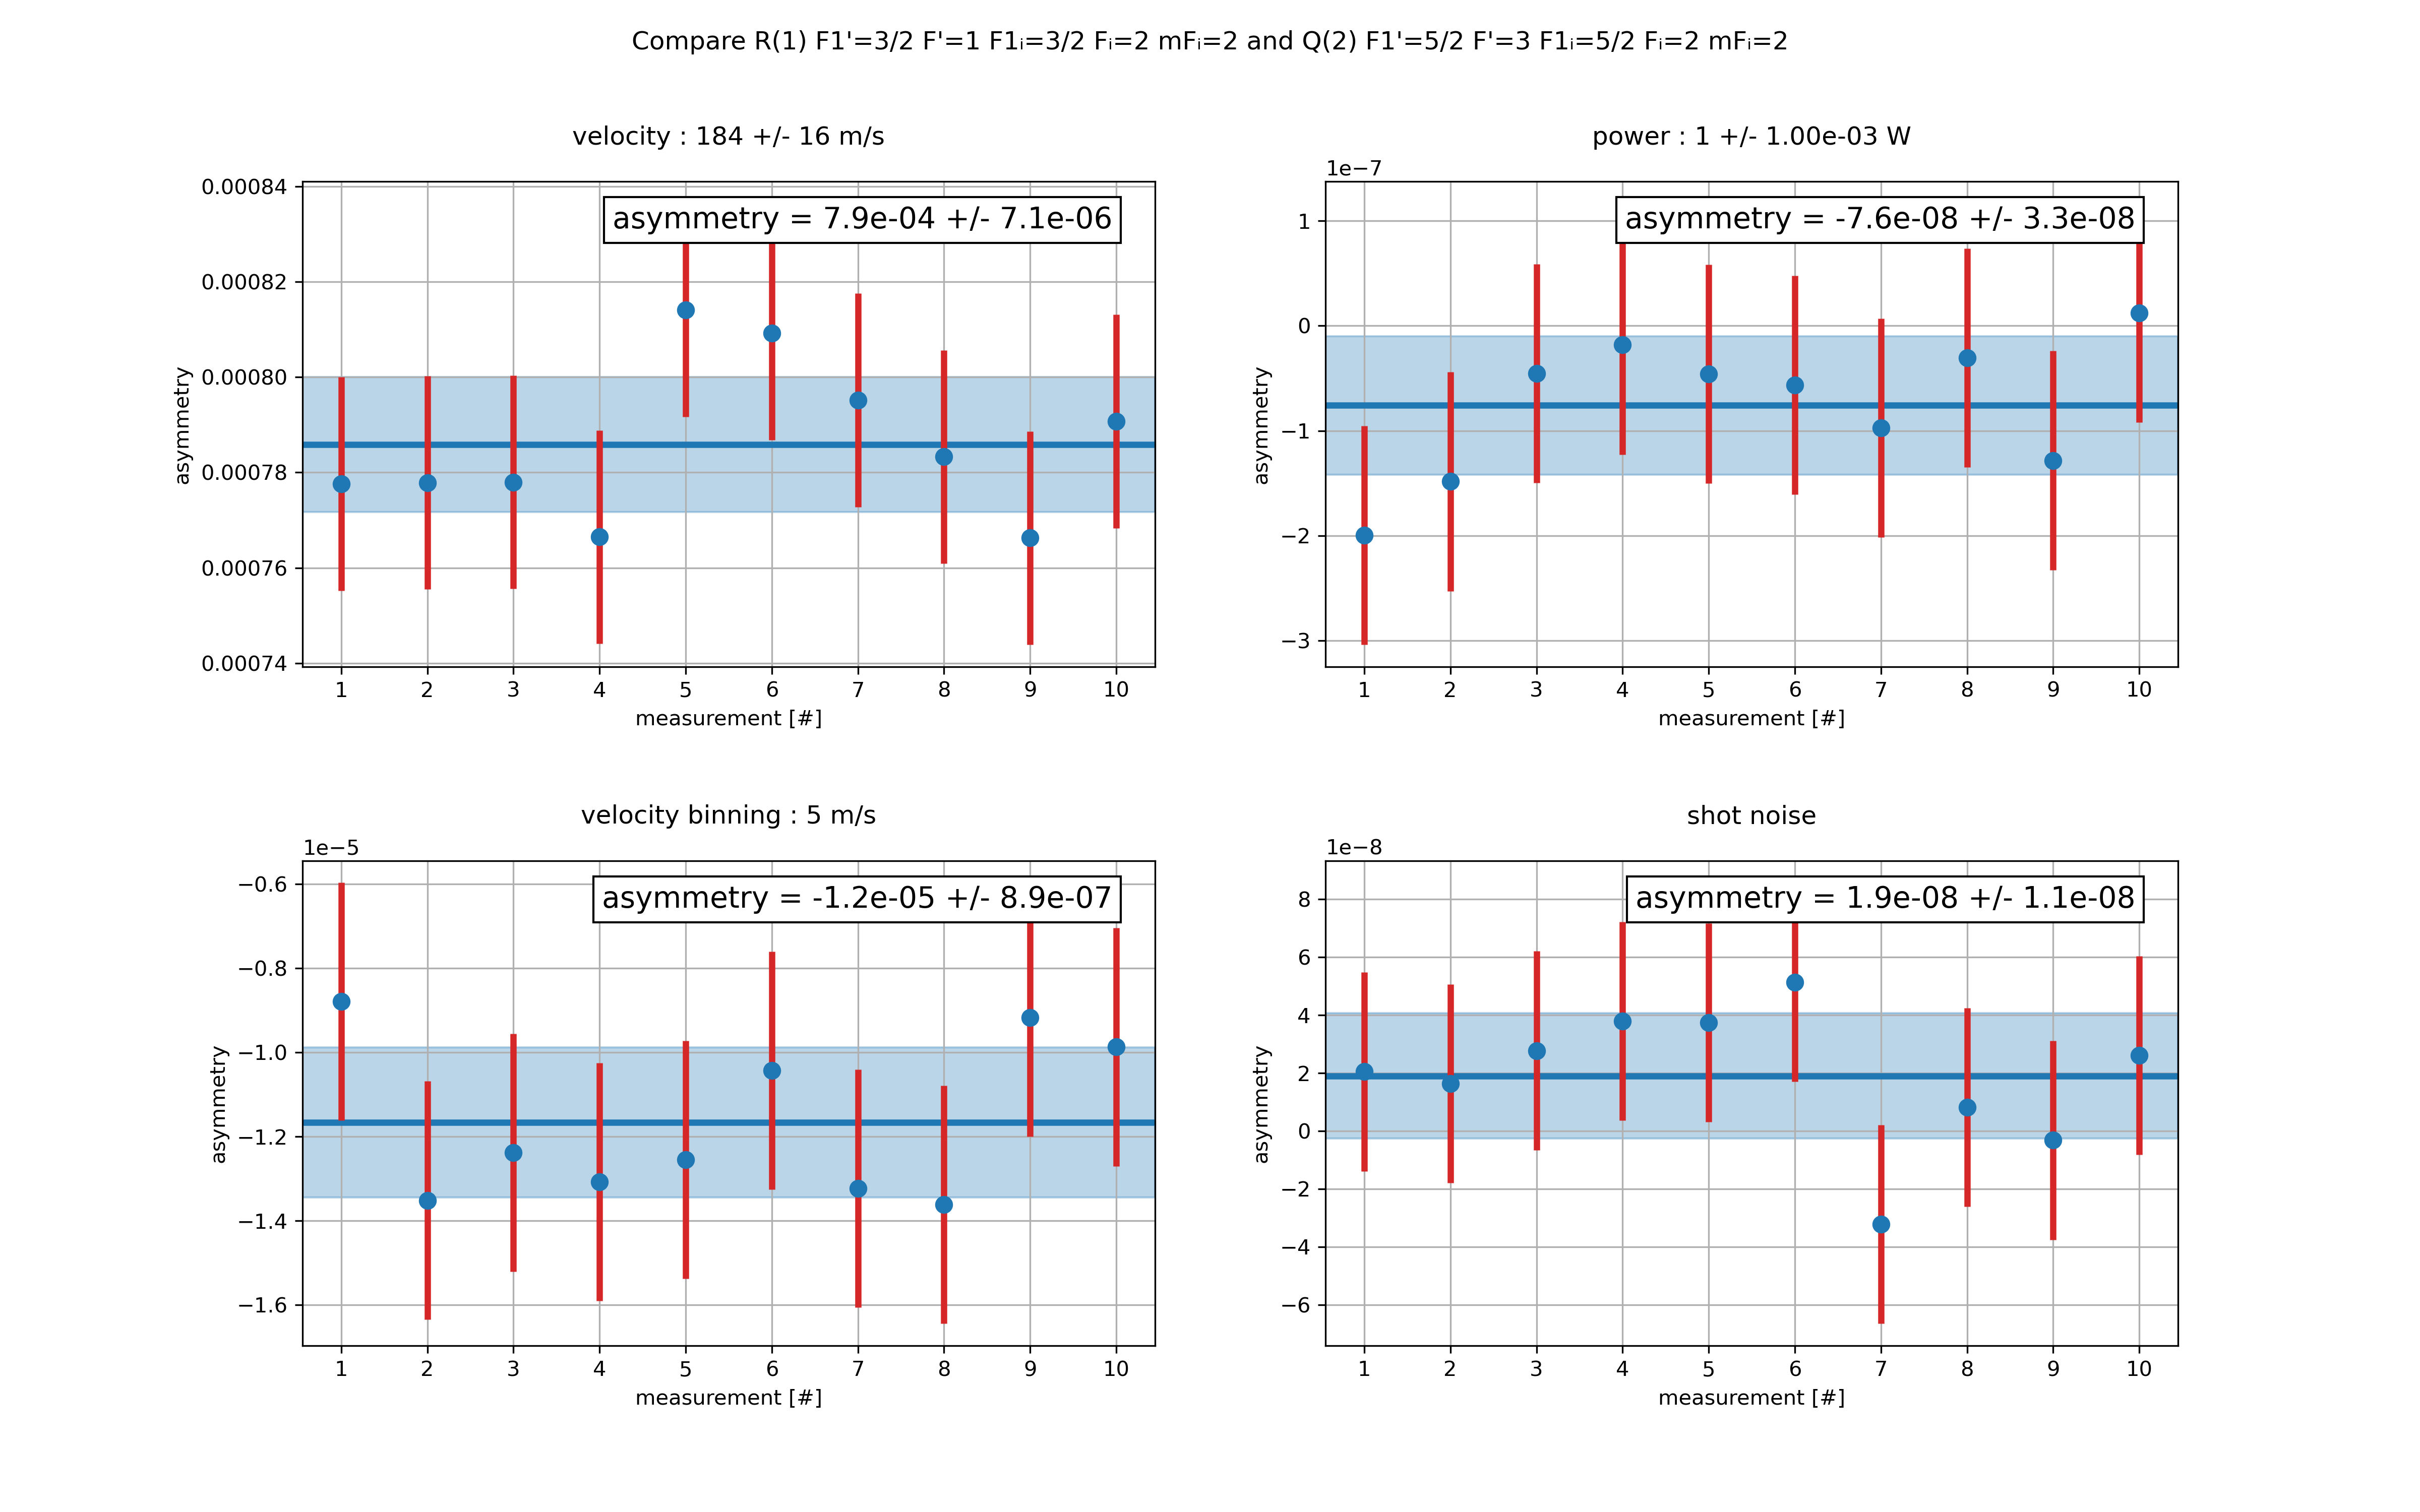 Compare R(1) F1'=3/2 F'=1 F1ᵢ=3/2 Fᵢ=2 mFᵢ=2 and Q(2) F1'=5/2 F'=3 F1ᵢ=5/2 Fᵢ=2 mFᵢ=2
velocity : 184 +/- 16 m/s
asymmetry = 7.9e-04 +/- 7.1e-06
0.00084
0.00082
0.00080
0.00078
0.00076
0.00074
asymmetry
1 2 3 4 5 6 7 8 9 10
measurement [#]
power : 1 +/- 1.00e-03 W
1e−7
asymmetry = -7.6e-08 +/- 3.3e-08
1
0
−1
−2
−3
asymmetry
1 2 3 4 5 6 7 8 9 10
measurement [#]
velocity binning : 5 m/s
1e−5
asymmetry = -1.2e-05 +/- 8.9e-07
−0.6
−0.8
−1.0
−1.2
−1.4
−1.6
asymmetry
1 2 3 4 5 6 7 8 9 10
measurement [#]
shot noise
1e−8
asymmetry = 1.9e-08 +/- 1.1e-08
8
6
4
2
0
−2
−4
−6
asymmetry
1 2 3 4 5 6 7 8 9 10
measurement [#]